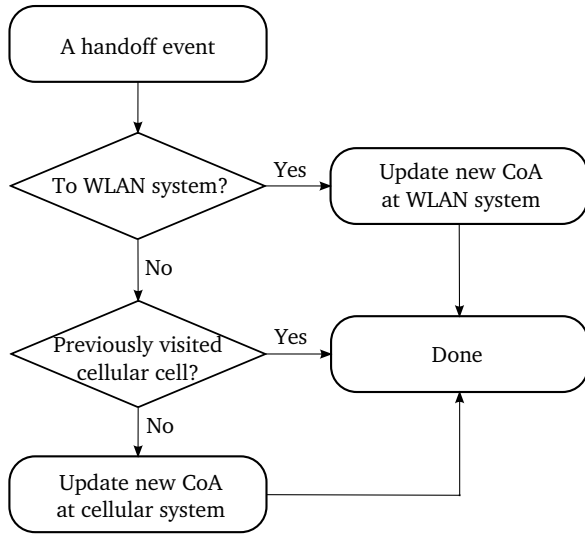 A handoff event
To WLAN system?
Yes
Update new CoA
at WLAN system
No
Previously visited
cellular cell?
Yes
Done
No
Update new CoA
at cellular system